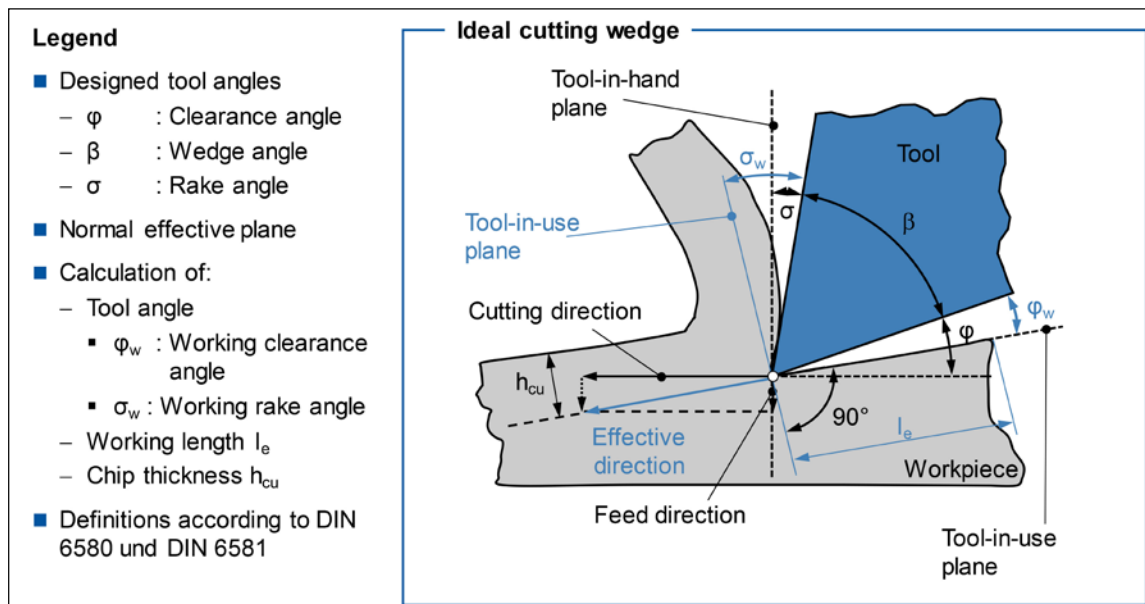 Legend
■ Designed tool angles
– φ : Clearance angle
– β : Wedge angle
– σ : Rake angle
■ Normal effective plane
■ Calculation of:
– Tool angle
▪ φw : Working clearance
angle
▪ σw : Working rake angle
– Working length le
– Chip thickness hcu
■ Definitions according to DIN
6580 und DIN 6581
Ideal cutting wedge
Tool-in-hand
plane
σw
Tool
σ
β
Tool-in-use
plane
Cutting direction
φw
φ
hcu
90°
le
Effective
direction
Workpiece
Feed direction
Tool-in-use
plane